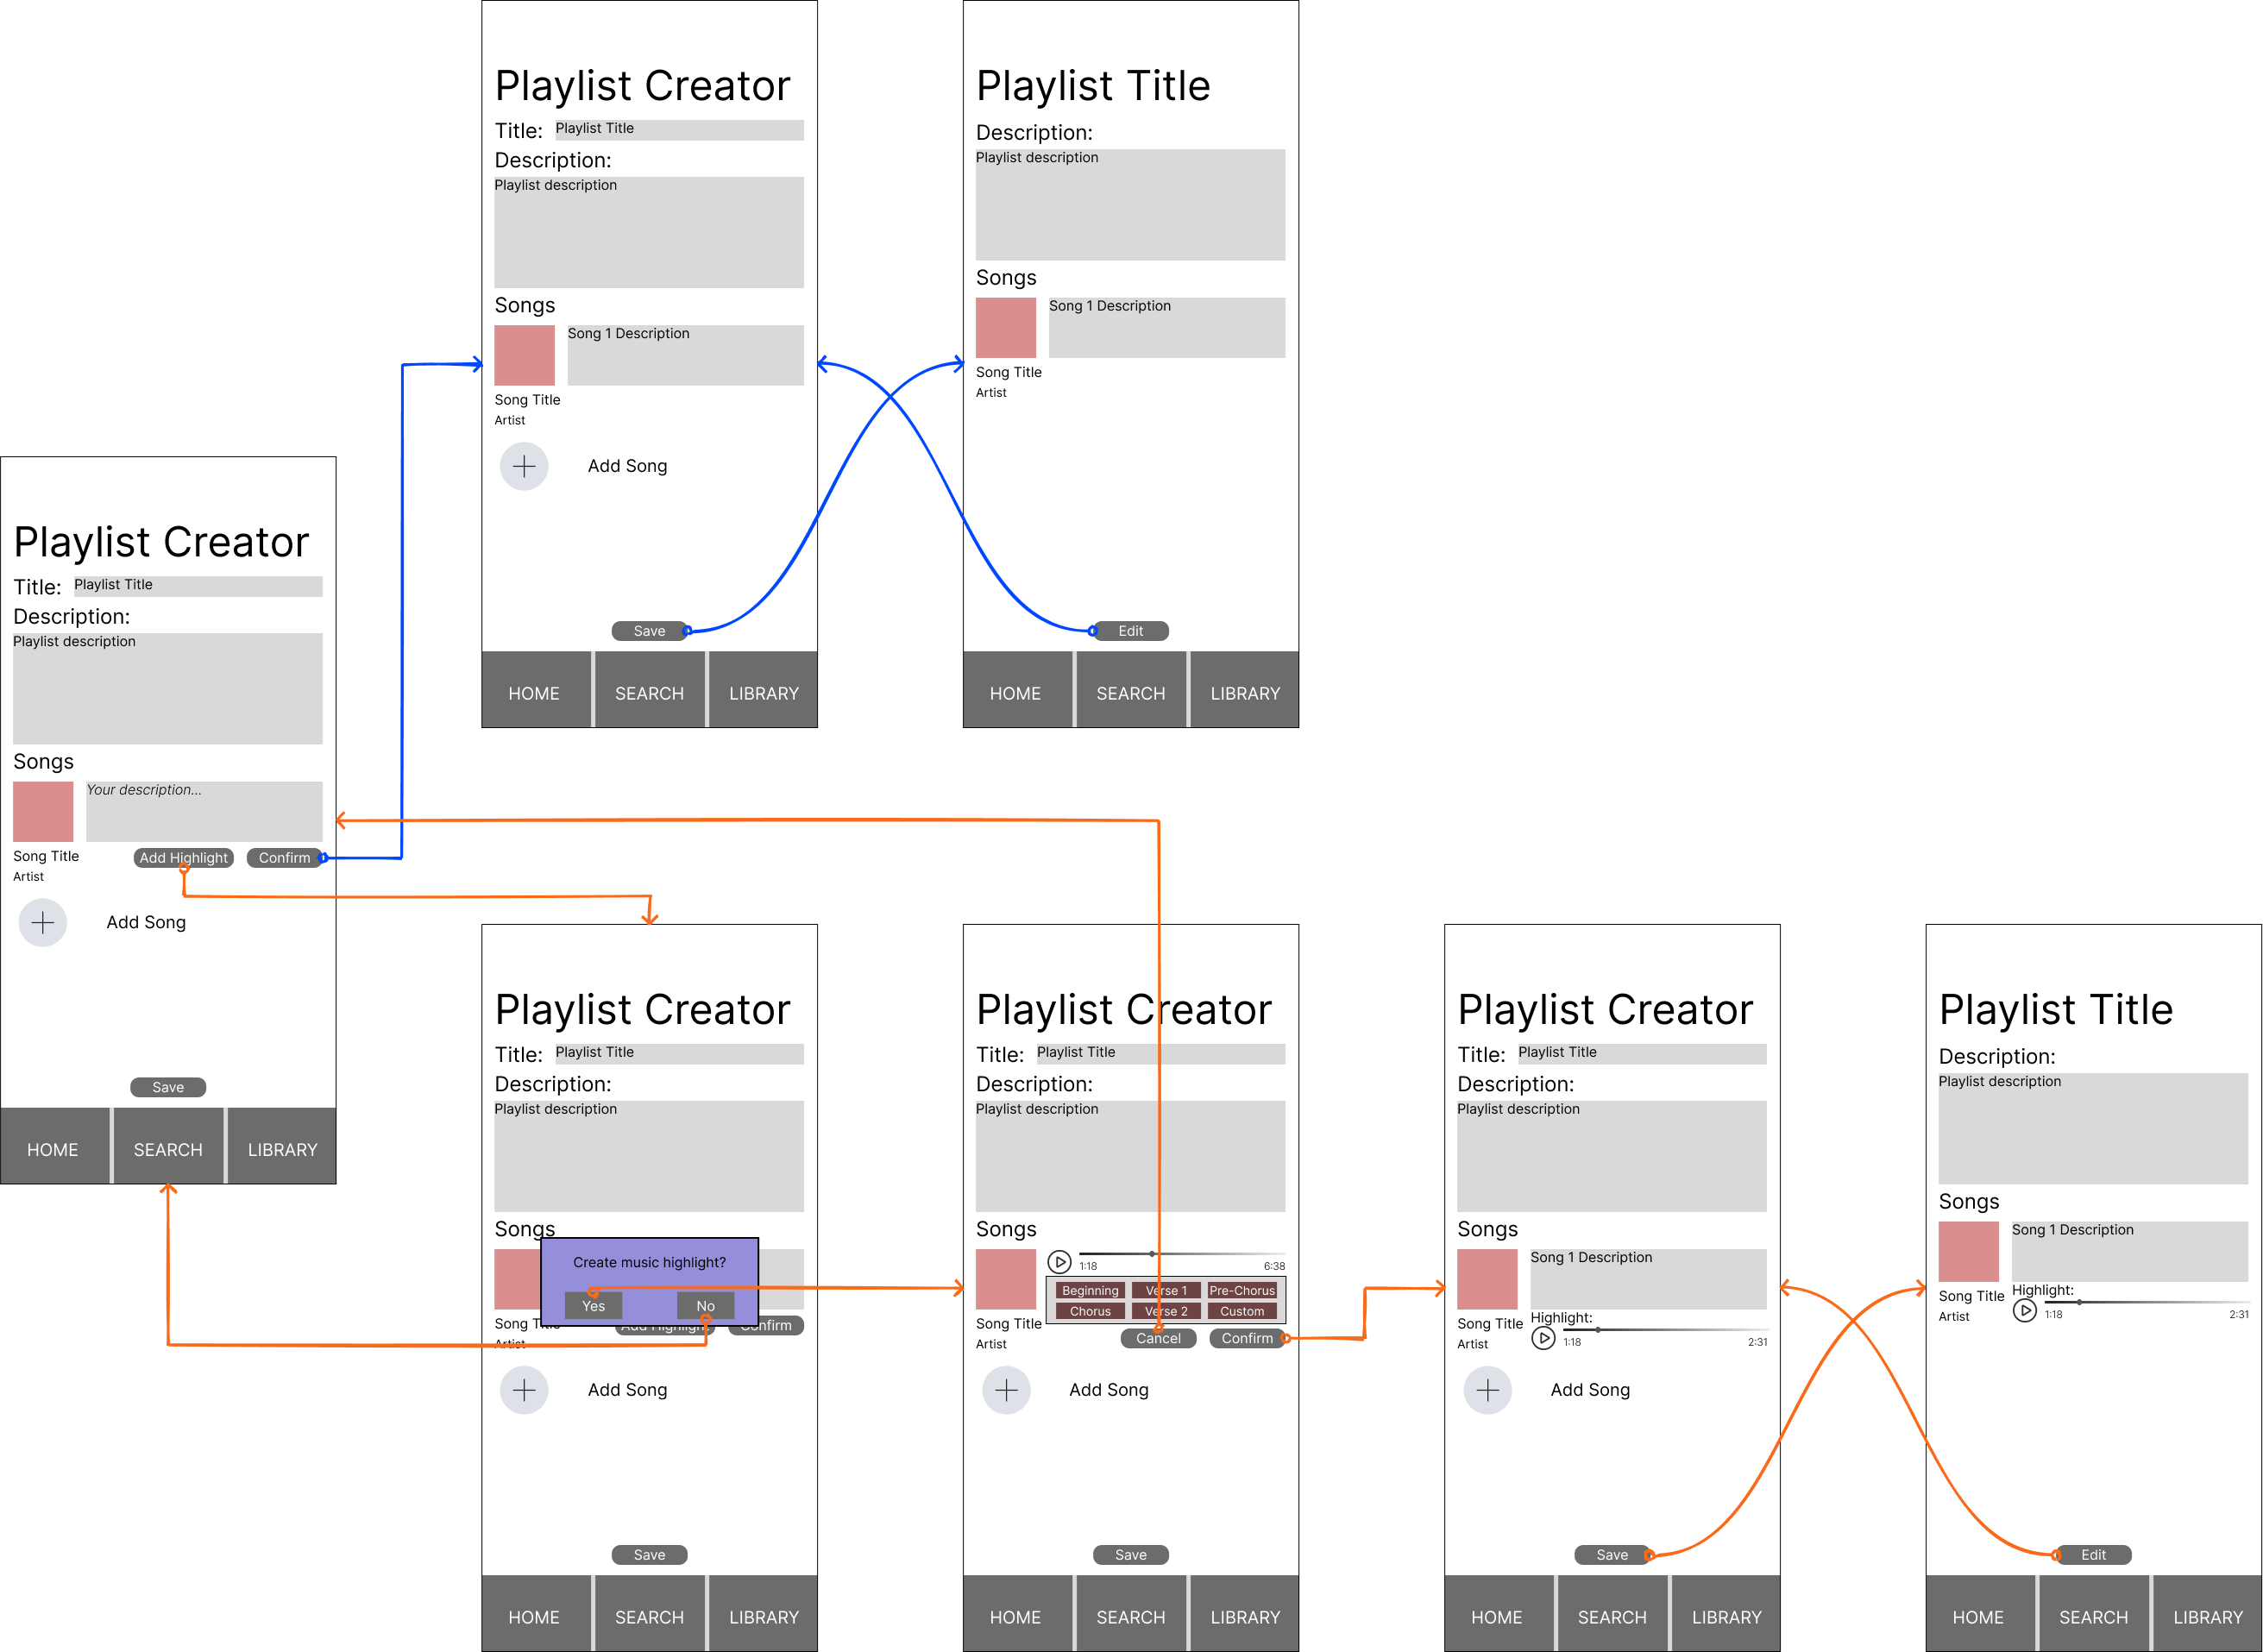 Playlist Creator
Title: Playlist Title
Description:
Playlist description
Songs
Song 1 Description
Song Title
Artist
Add Song
Save
HOME SEARCH LIBRARY
Playlist Title
Description:
Playlist description
Songs
Song 1 Description
Song Title
Artist
Edit
HOME SEARCH LIBRARY
Playlist Creator
Title: Playlist Title
Description:
Playlist description
Songs
Your description...
Song Title
Add Highlight Confirm
Artist
Add Song
Save
HOME SEARCH LIBRARY
Playlist Creator
Title: Playlist Title
Description:
Playlist description
Songs
Create music highlight?
Yes No
Song Title
Add Highlight Confirm
Artist
Add Song
Save
HOME SEARCH LIBRARY
Playlist Creator
Title: Playlist Title
Description:
Playlist description
Songs
1:18 6:38
Beginning Verse 1 Pre-Chorus
Chorus Verse 2 Custom
Song Title
Cancel Confirm
Artist
Add Song
Save
HOME SEARCH LIBRARY
Playlist Creator
Title: Playlist Title
Description:
Playlist description
Songs
Song 1 Description
Highlight:
Song Title
1:18 2:31
Artist
Add Song
Save
HOME SEARCH LIBRARY
Playlist Title
Description:
Playlist description
Songs
Song 1 Description
Highlight:
Song Title
1:18 2:31
Artist
Edit
HOME SEARCH LIBRARY